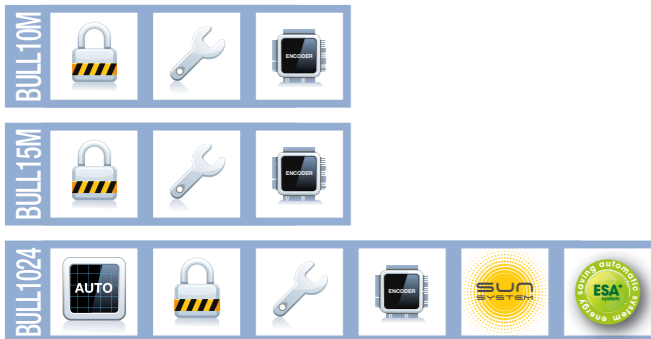 BULL10M
ENCODER
BULL15M
ENCODER
BULL1024
AUTO
ENCODER
SUN
SYSTEM
energy saving automatic system
ESA*
system